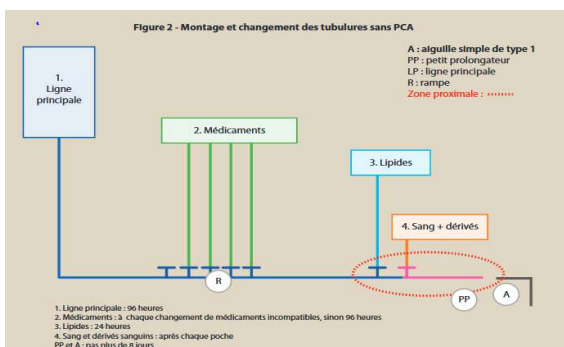 Figure 2 - Montage et changement des tubulures sans PCA
A : aiguille simple de type 1
PP : petit prolongateur
LP : ligne principale
R : rampe
Zone proximale :
1.
Ligne
principale
2. Médicaments
3. Lipides
4. Sang + dérivés
R
PP
A
1. Ligne principale : 96 heures
2. Médicaments : à chaque changement de médicaments incompatibles, sinon 96 heures
3. Lipides : 24 heures
4. Sang et dérivés sanguins : après chaque poche
PP et A : pas plus de 8 jours